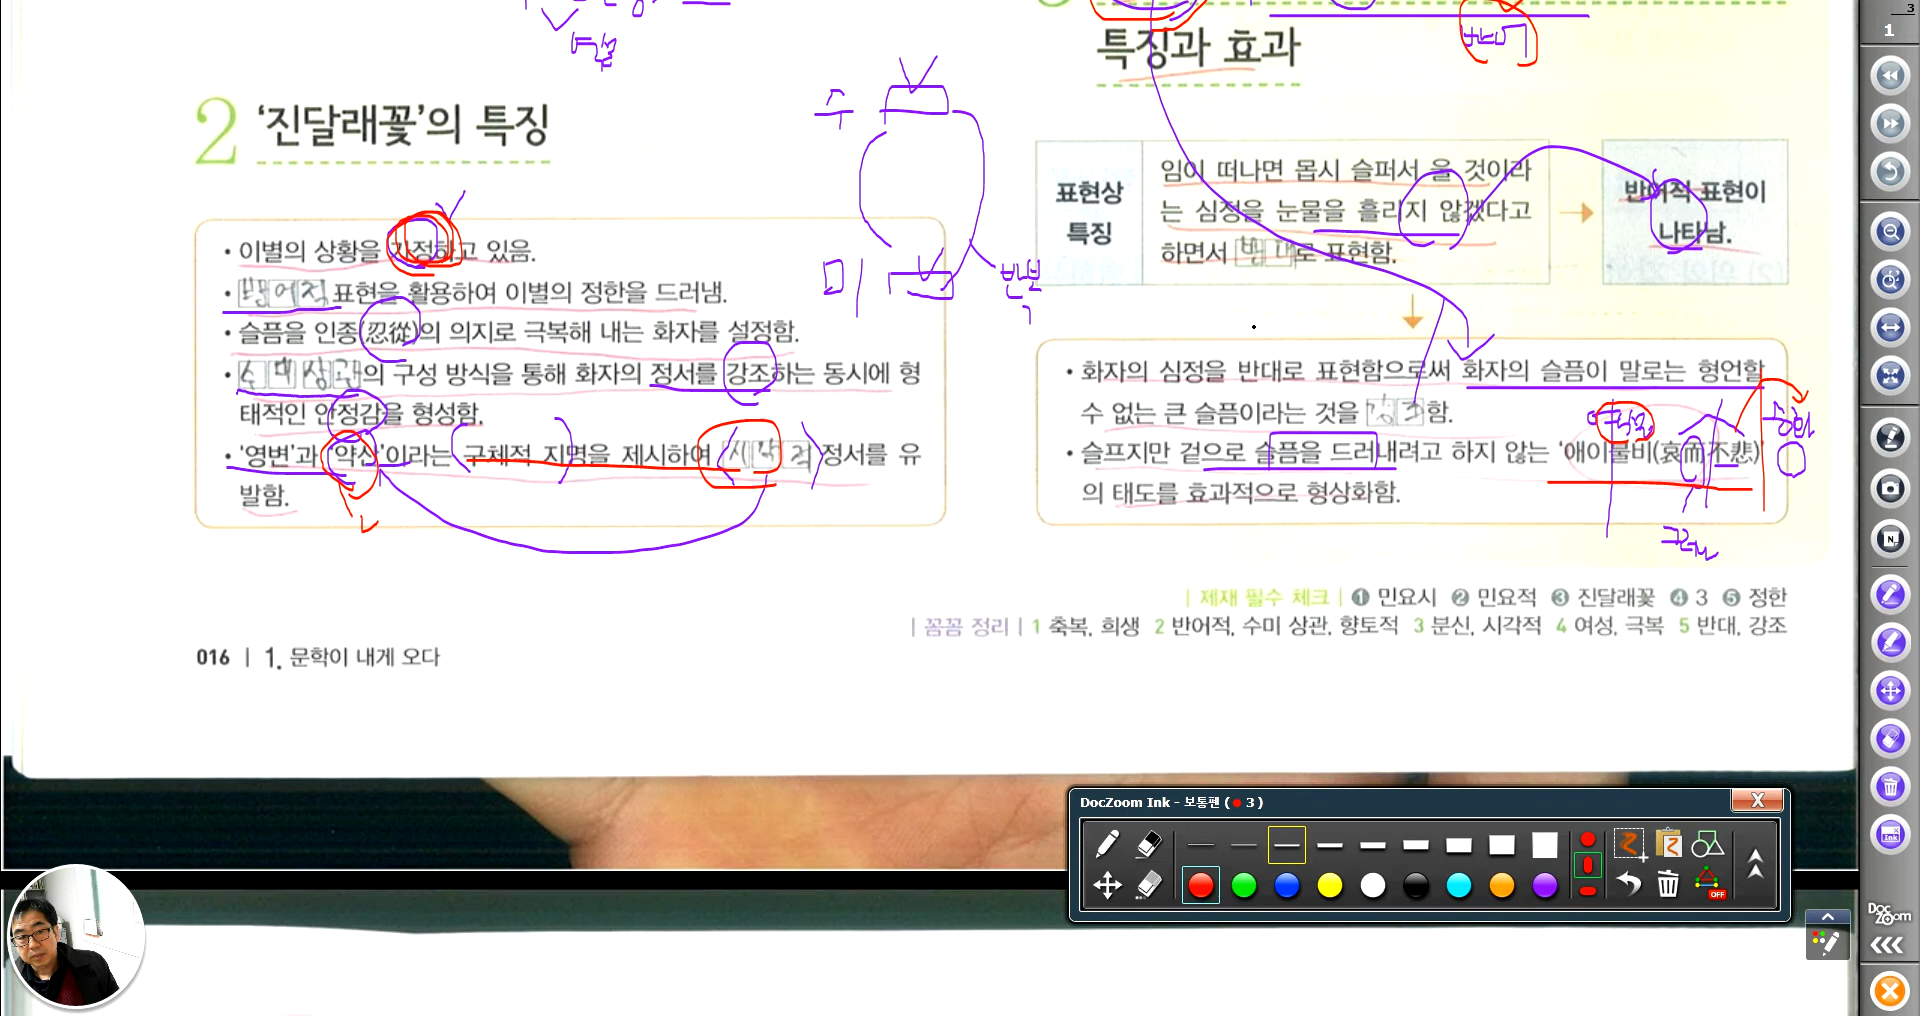 역설
반어
특징과 효과
수
2 ‘진달래꽃’의 특징
미
반복
• 이별의 상황을 가정하고 있음.
• 반어적 표현을 활용하여 이별의 정한을 드러냄.
• 슬픔을 인종(忍從)의 의지로 극복해 내는 화자를 설정함.
• 수미상관의 구성 방식을 통해 화자의 정서를 강조하는 동시에 형
태적인 안정감을 형성함.
• ‘영변’과 ‘약산’이라는 구체적 지명을 제시하여 정서를 유
발함.
표현상
특징
임이 떠나면 몹시 슬퍼서 울 것이라
는 심정을 눈물을 흘리지 않겠다고
하면서 반대로 표현함.
반어적 표현이
나타남.
• 화자의 심정을 반대로 표현함으로써 화자의 슬픔이 말로는 형언할
수 없는 큰 슬픔이라는 것을 강조함.
• 슬프지만 겉으로 슬픔을 드러내려고 하지 않는 ‘애이불비(哀而不悲)’
의 태도를 효과적으로 형상화함.
| 제재 필수 체크 | ❶ 민요시 ❷ 민요적 ❸ 진달래꽃 ❹ 3 ❺ 정한
| 꼼꼼 정리 | 1 축복, 희생 2 반어적, 수미 상관, 향토적 3 분신, 시각적 4 여성, 극복 5 반대, 강조
016 | 1. 문학이 내게 오다
DocZoom Ink - 보통펜 ( 3 )
OFF
3
1
N
Ink
Doc
Zoom